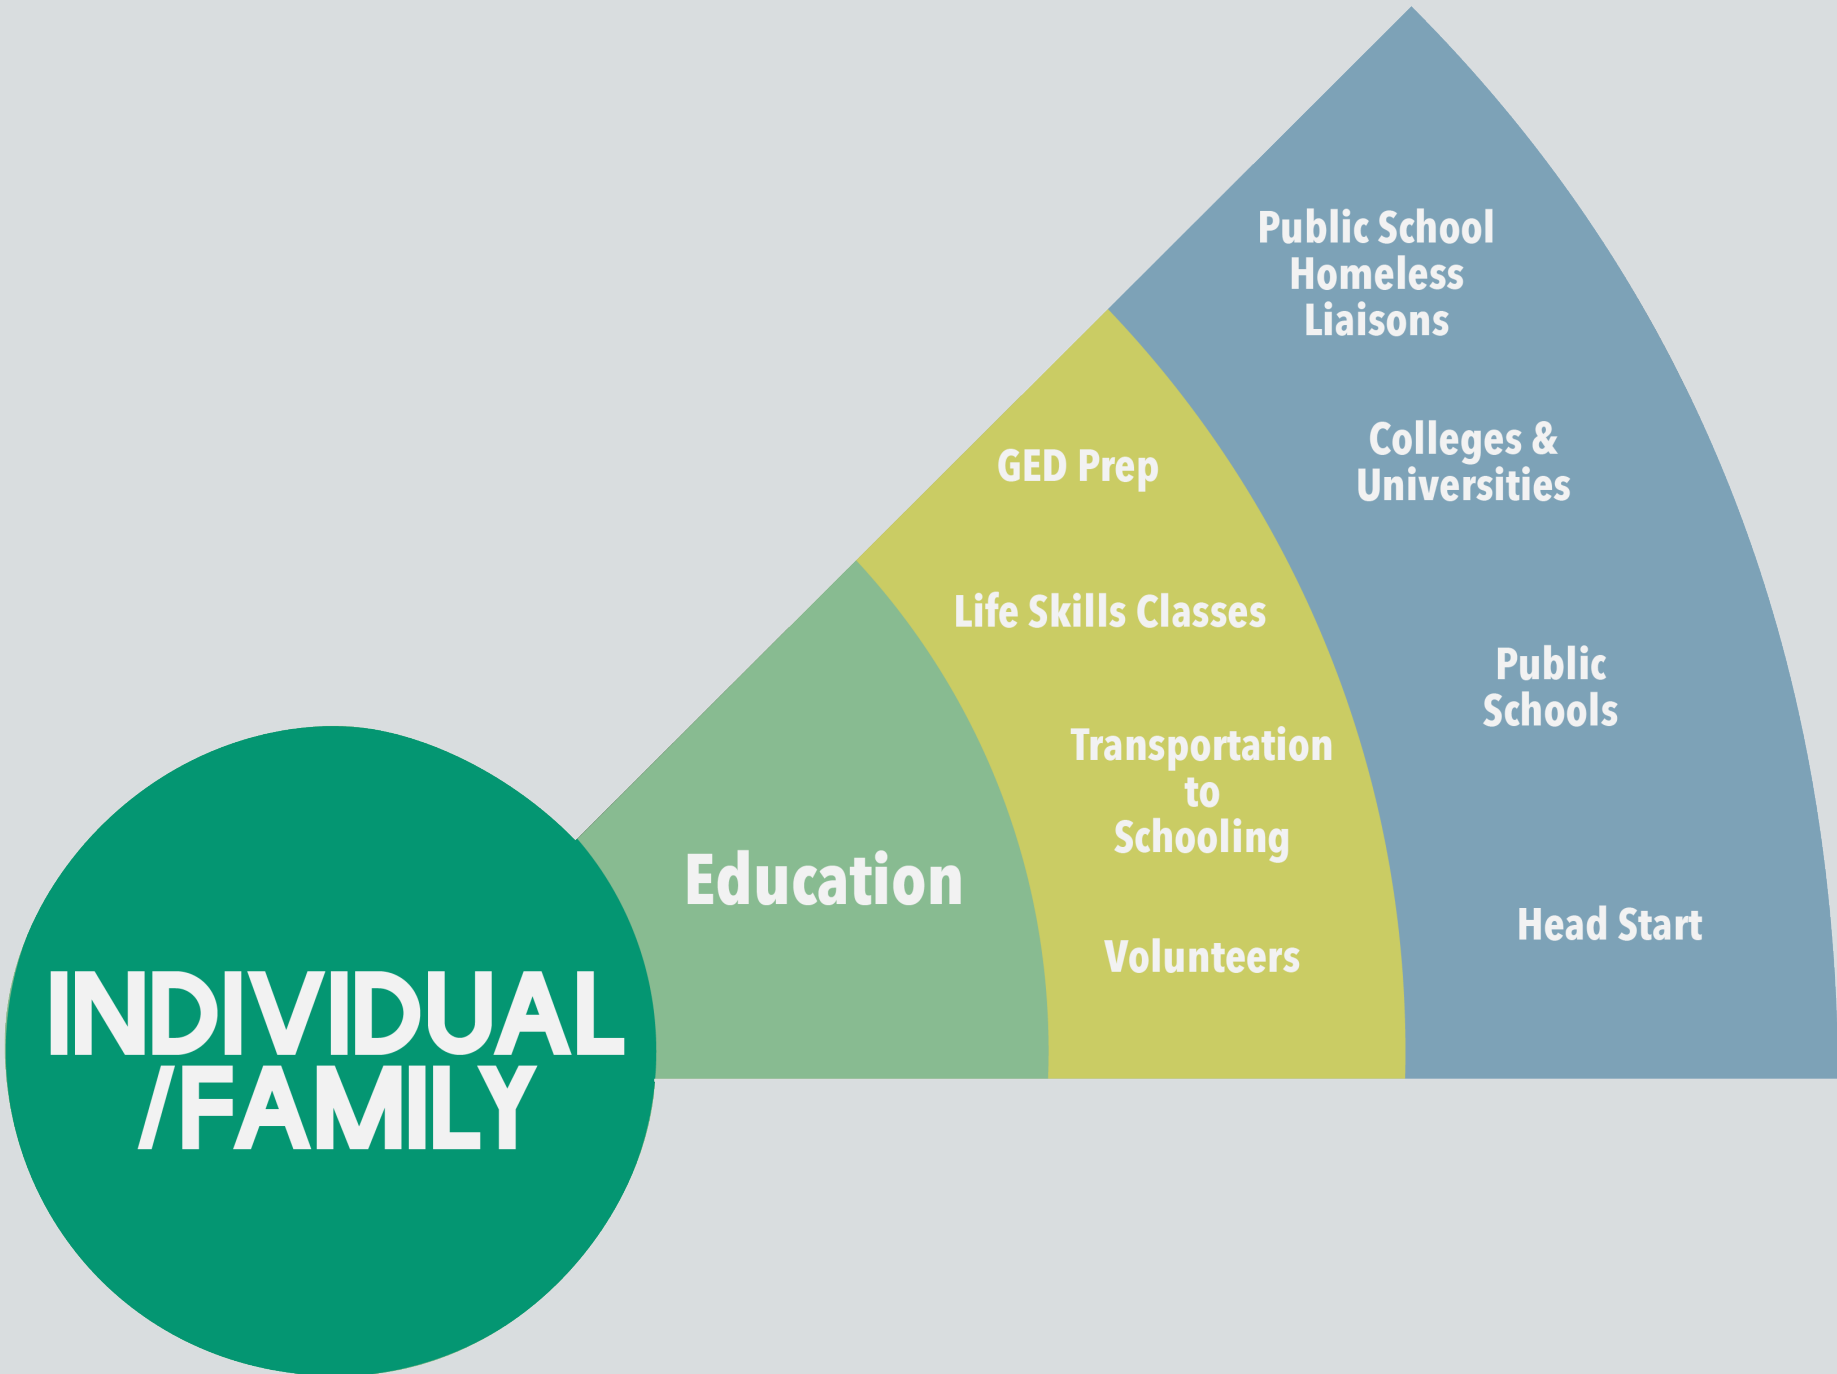 INDIVIDUAL
/FAMILY
Education
GED Prep
Life Skills Classes
Transportation
to
Schooling
Volunteers
Public School
Homeless
Liaisons
Colleges &
Universities
Public
Schools
Head Start